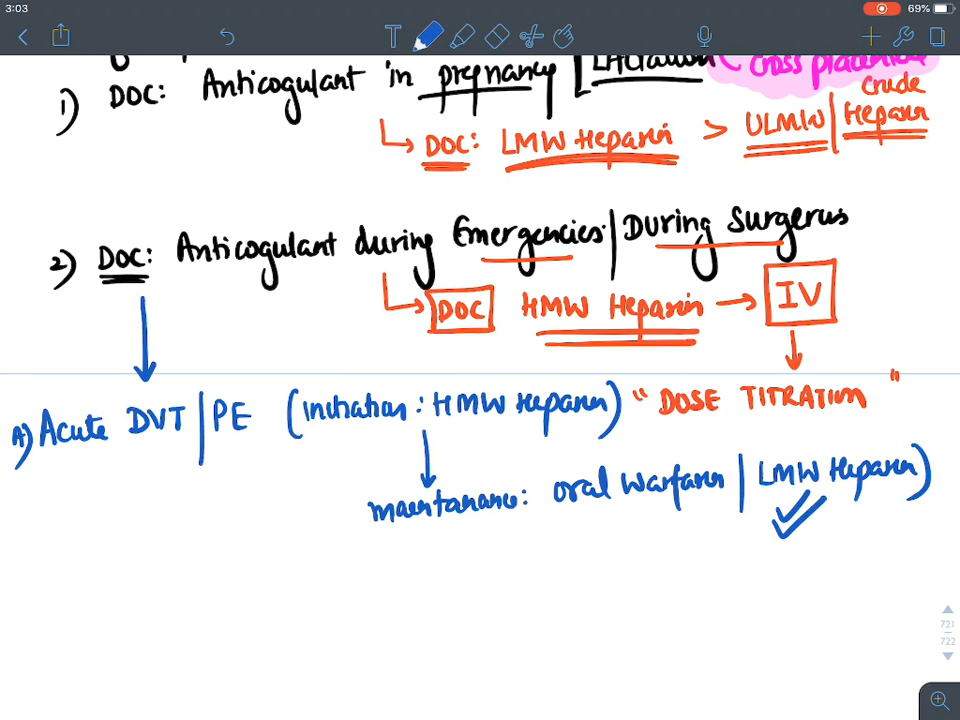 3:03
69%
T
cross placenta
1) DOC: Anticogulant in pregnancy | Lactation
crude
↳ DOC: LMW Heparin > ULMW | Heparin
2) DOC: Anticogulant during Emergencies | During Surgeries
↳ DOC HMW Heparin → IV
A) Acute DVT | PE (initiation: HMW Heparin) "DOSE TITRATION"
maintanance: oral warfarin | LMW Heparin)
721
722